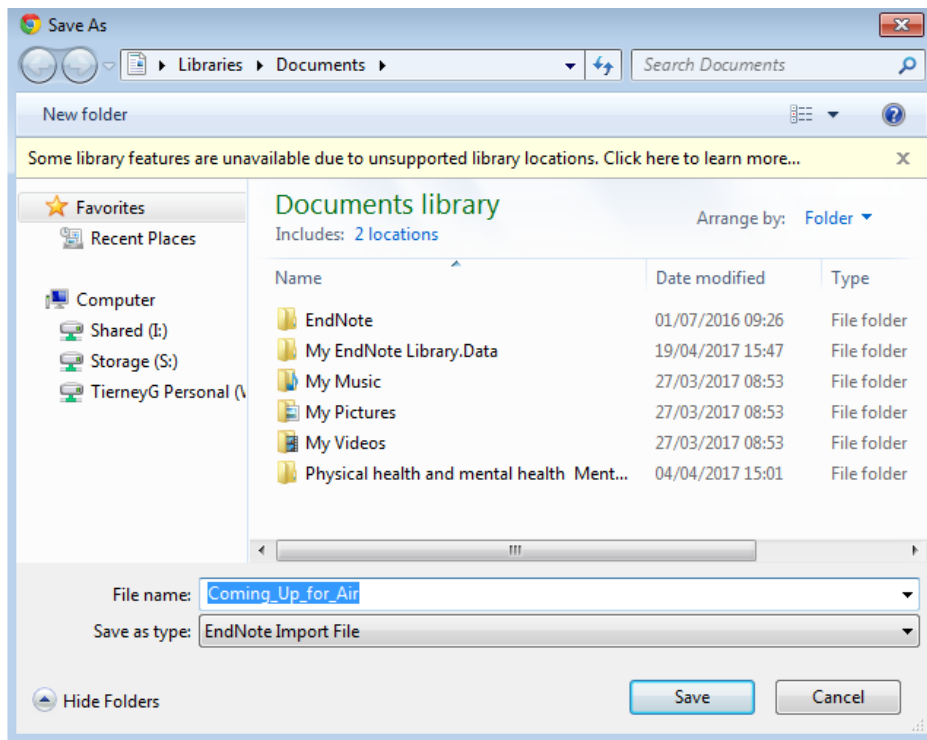 Save As
Libraries Documents
Search Documents
New folder
Some library features are unavailable due to unsupported library locations. Click here to learn more...
Favorites
Recent Places
Computer
Shared (I:)
Storage (S:)
TierneyG Personal (
Documents library
Includes: 2 locations
Arrange by: Folder
Name Date modified Type
EndNote 01/07/2016 09:26 File folder
My EndNote Library.Data 19/04/2017 15:47 File folder
My Music 27/03/2017 08:53 File folder
My Pictures 27/03/2017 08:53 File folder
My Videos 27/03/2017 08:53 File folder
Physical health and mental health Ment... 04/04/2017 15:01 File folder
File name: Coming_Up_for_Air
Save as type: EndNote Import File
Hide Folders
Save Cancel